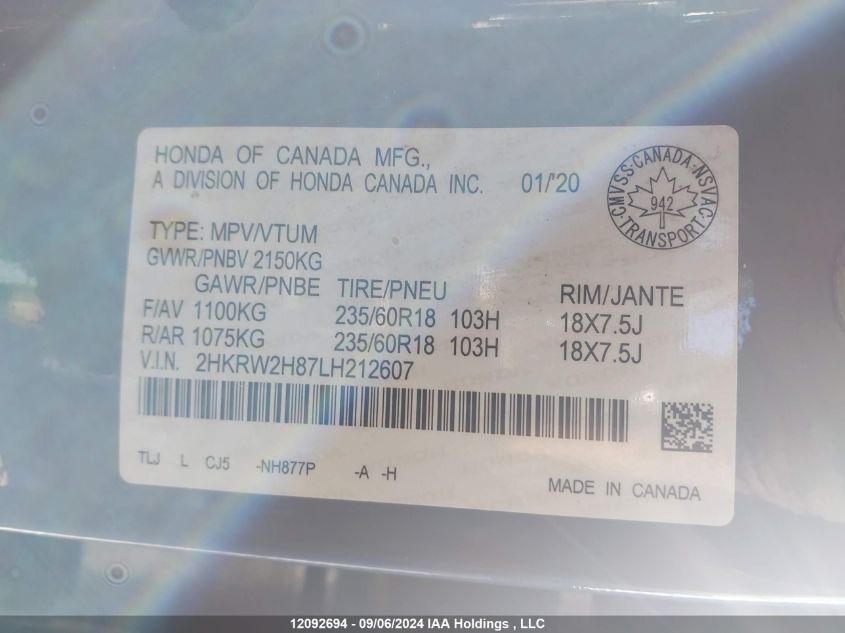 HONDA OF CANADA MFG.,
A DIVISION OF HONDA CANADA INC. 01/'20
CMVSS·CANADA·NSVAC·TRANSPORT·
942
TYPE: MPV/VTUM
GVWR/PNBV 2150KG
GAWR/PNBE TIRE/PNEU RIM/JANTE
F/AV 1100KG 235/60R18 103H 18X7.5J
R/AR 1075KG 235/60R18 103H 18X7.5J
V.I.N. 2HKRW2H87LH212607
TLJ L CJ5 -NH877P -A -H
MADE IN CANADA
12092694 - 09/06/2024 IAA Holdings , LLC